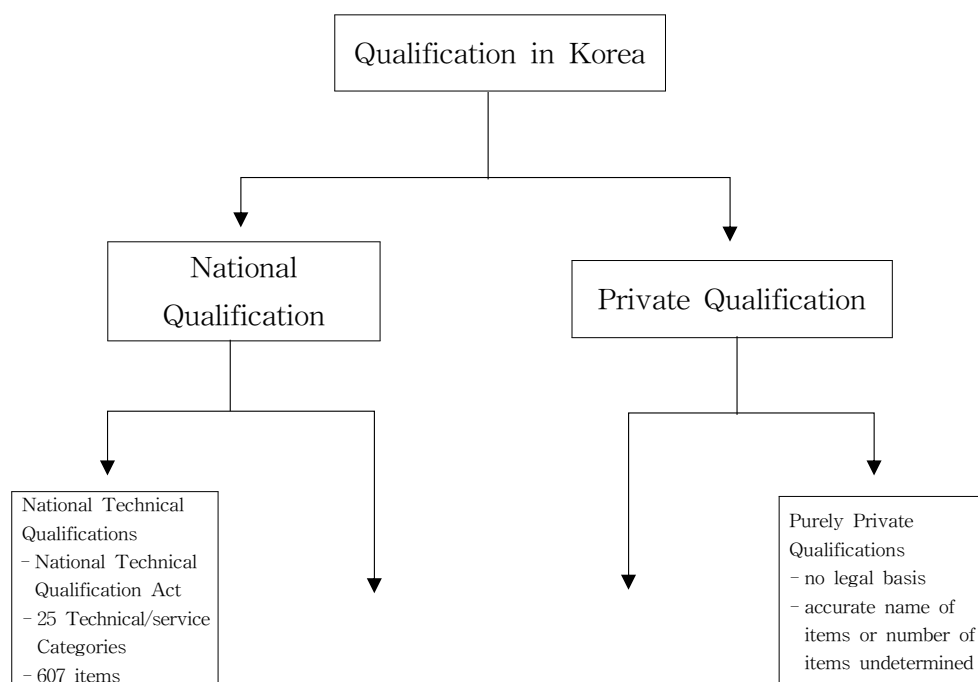 Qualification in Korea
National
Qualification
Private Qualification
National Technical
Qualifications
- National Technical
Qualification Act
- 25 Technical/service
Categories
- 607 items
Purely Private
Qualifications
- no legal basis
- accurate name of
items or number of
items undetermined